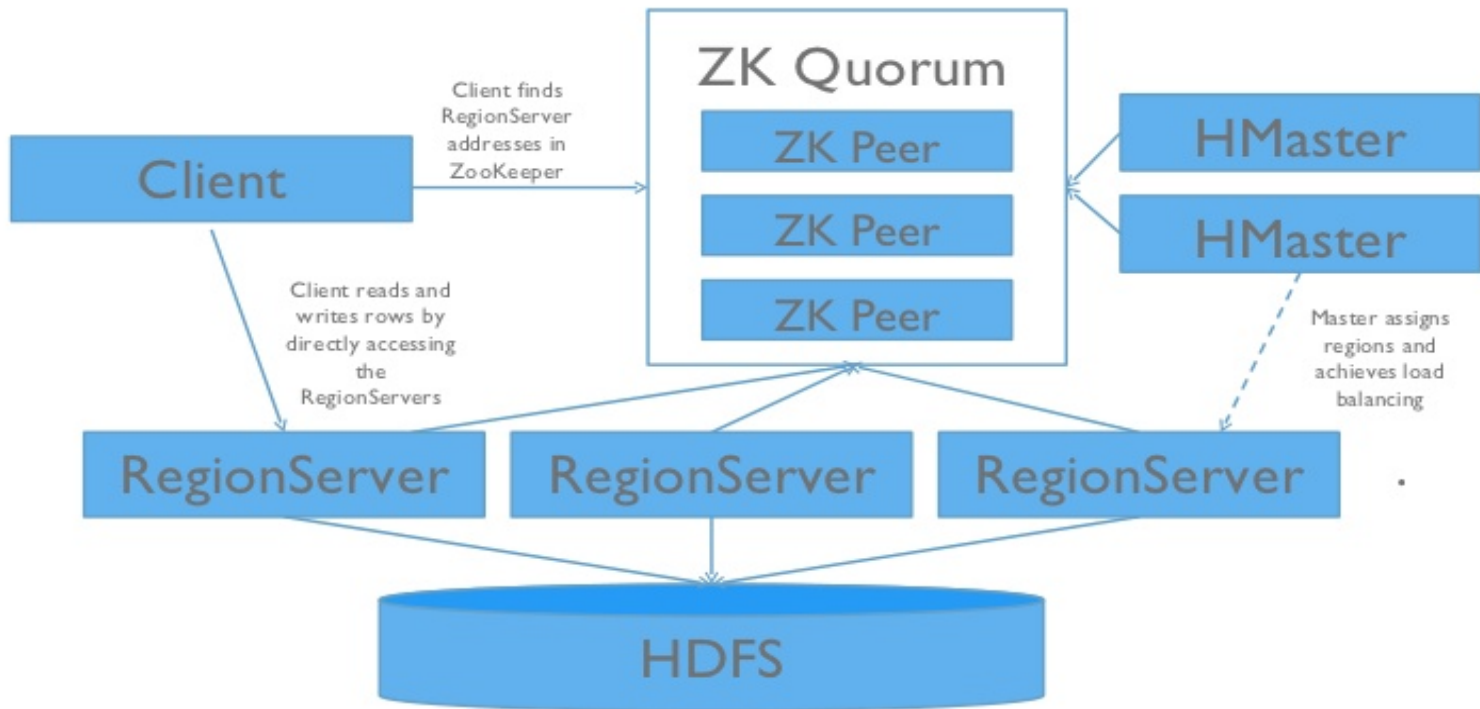 ZK Quorum
Client finds
RegionServer
addresses in
ZooKeeper
Client
ZK Peer
ZK Peer
ZK Peer
HMaster
HMaster
Client reads and
writes rows by
directly accessing
the
RegionServers
Master assigns
regions and
achieves load
balancing
RegionServer
RegionServer
RegionServer
.
HDFS